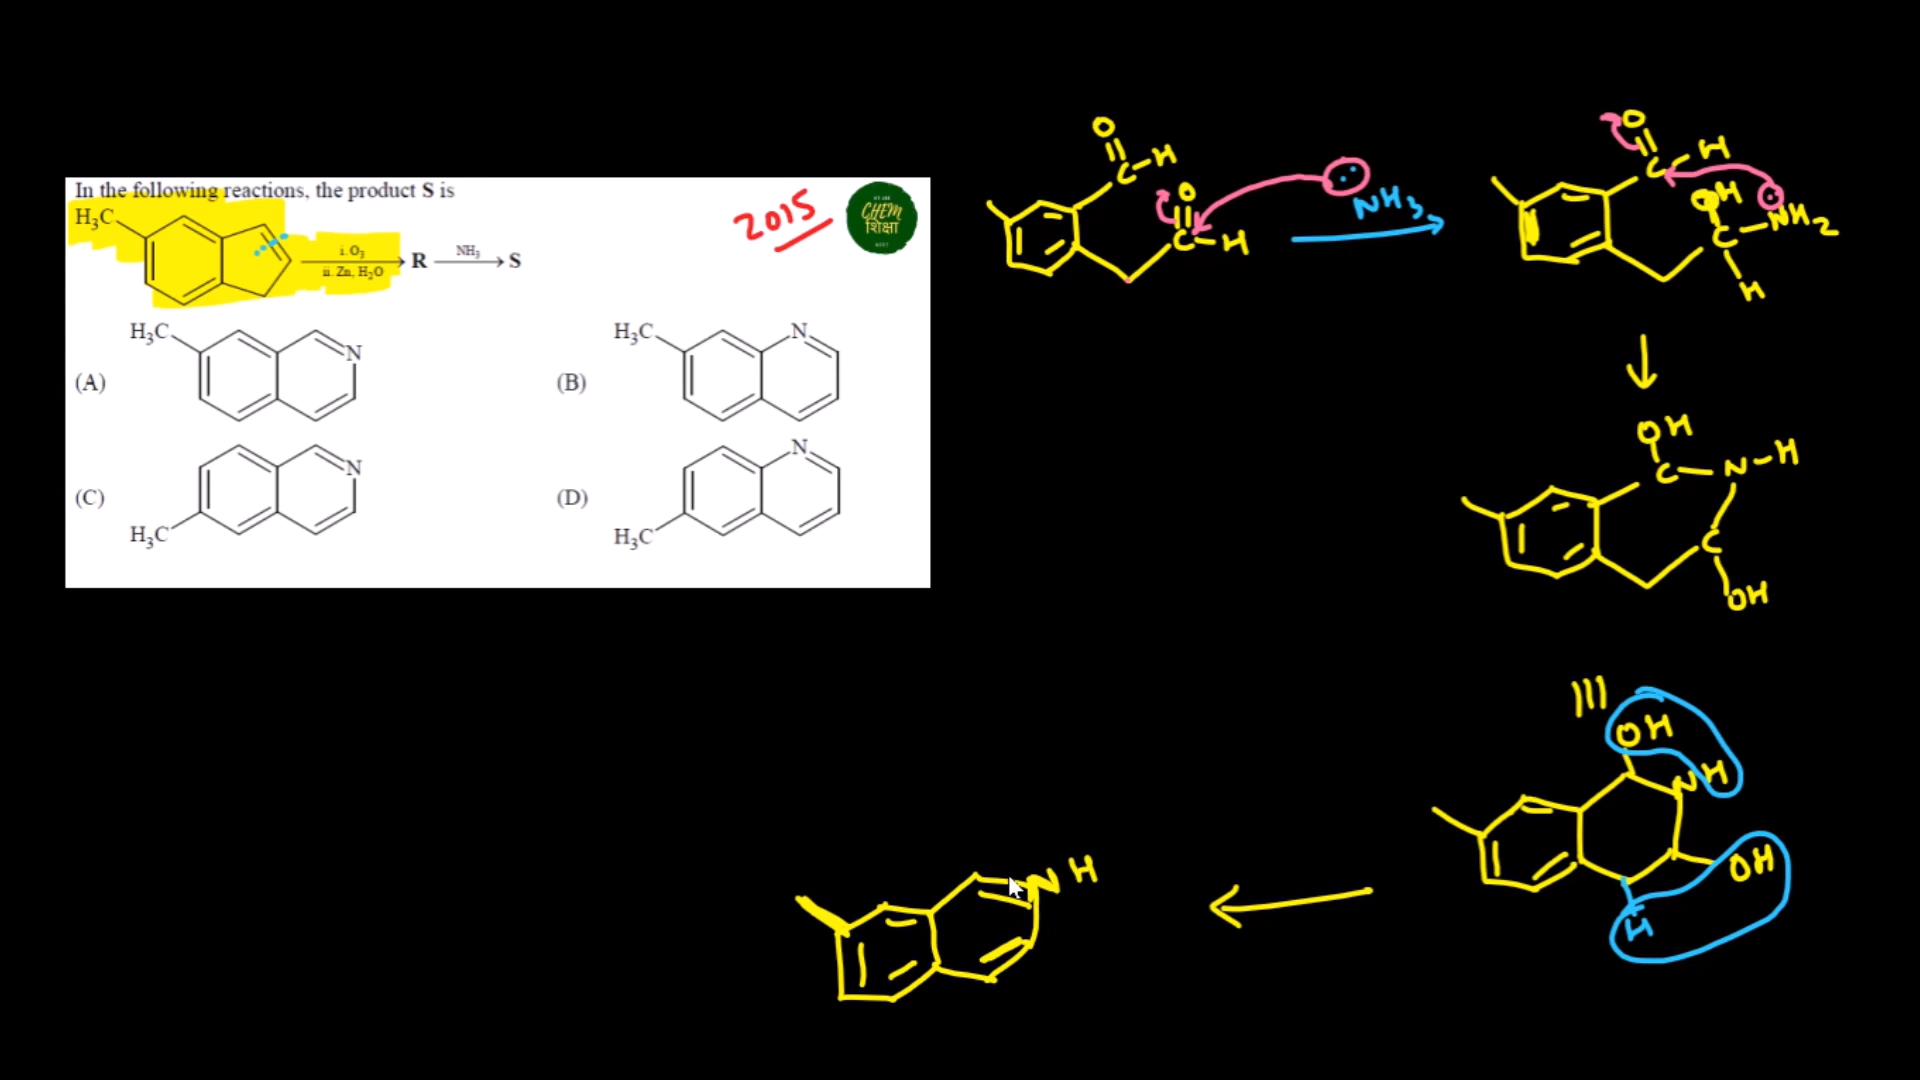 In the following reactions, the product S is
H₃C
i. O₃
ii. Zn, H₂O
R
NH₃
S
2015
CHEM
शिक्षा
(A)
H₃C
N
(B)
H₃C
N
(C)
H₃C
N
(D)
H₃C
N
O
C-H
O
C-H
NH₃
O
C-H
OH
C-NH₂
H
OH
C-N-H
C
OH
OH
NH
OH
H
NH